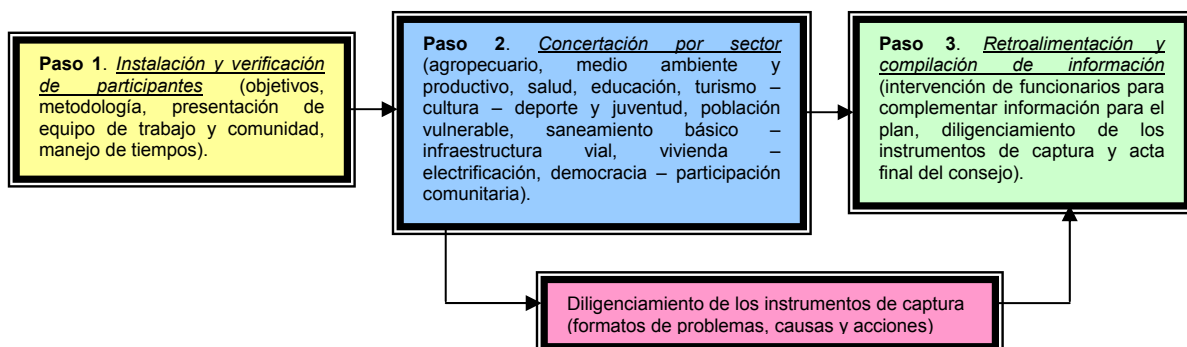 Paso 1. Instalación y verificación
de participantes (objetivos,
metodología, presentación de
equipo de trabajo y comunidad,
manejo de tiempos).
Paso 2. Concertación por sector
(agropecuario, medio ambiente y
productivo, salud, educación, turismo –
cultura – deporte y juventud, población
vulnerable, saneamiento básico –
infraestructura vial, vivienda –
electrificación, democracia – participación
comunitaria).
Paso 3. Retroalimentación y
compilación de información
(intervención de funcionarios para
complementar información para el
plan, diligenciamiento de los
instrumentos de captura y acta
final del consejo).
Diligenciamiento de los instrumentos de captura
(formatos de problemas, causas y acciones)